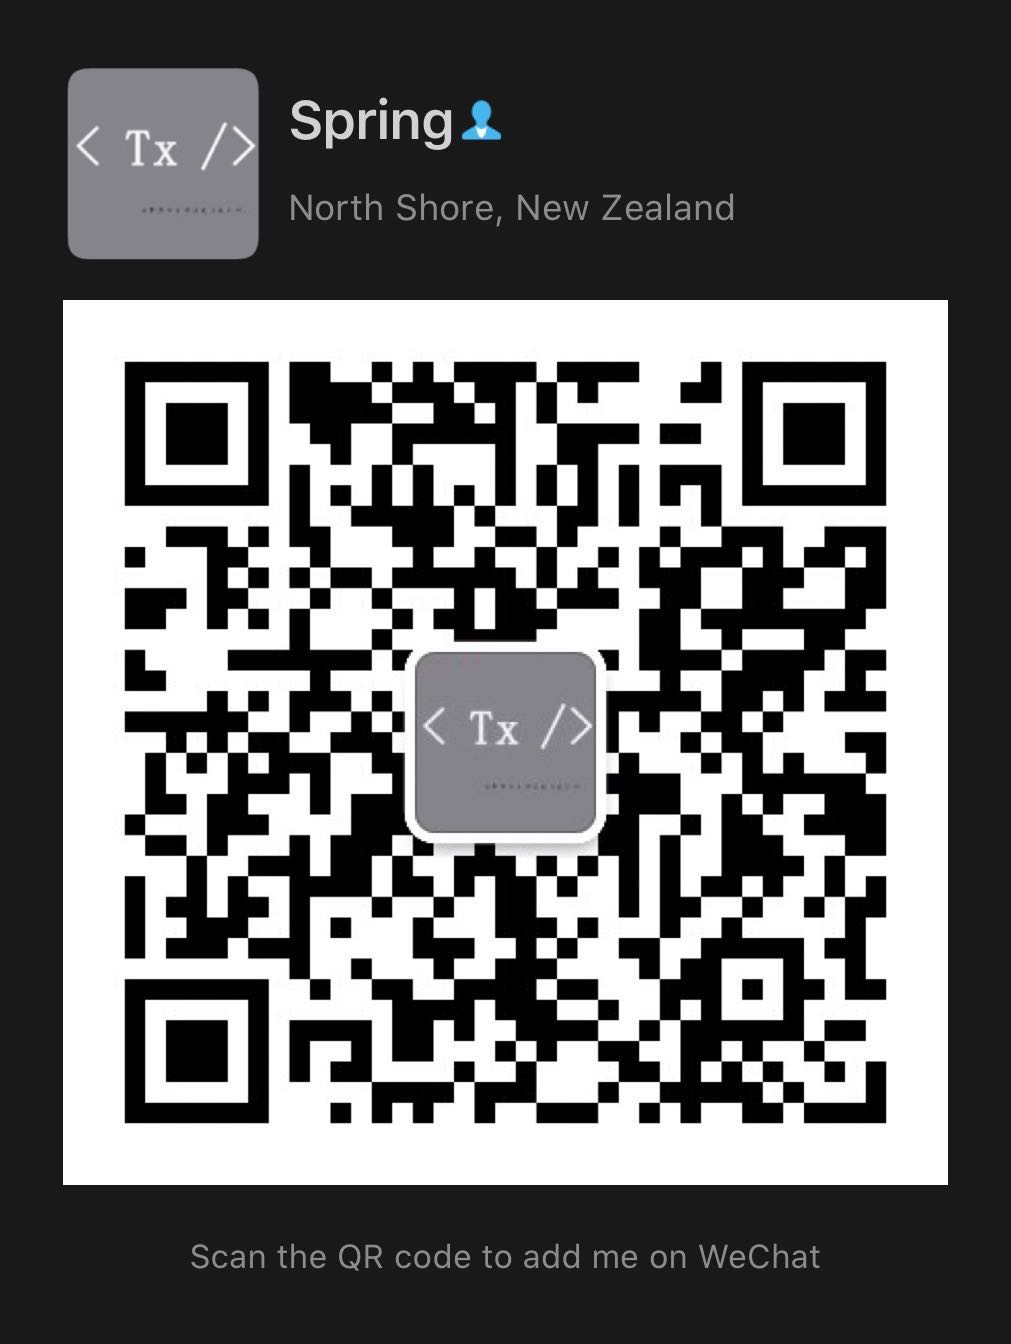 < Tx />
Spring
North Shore, New Zealand
< Tx />
Scan the QR code to add me on WeChat